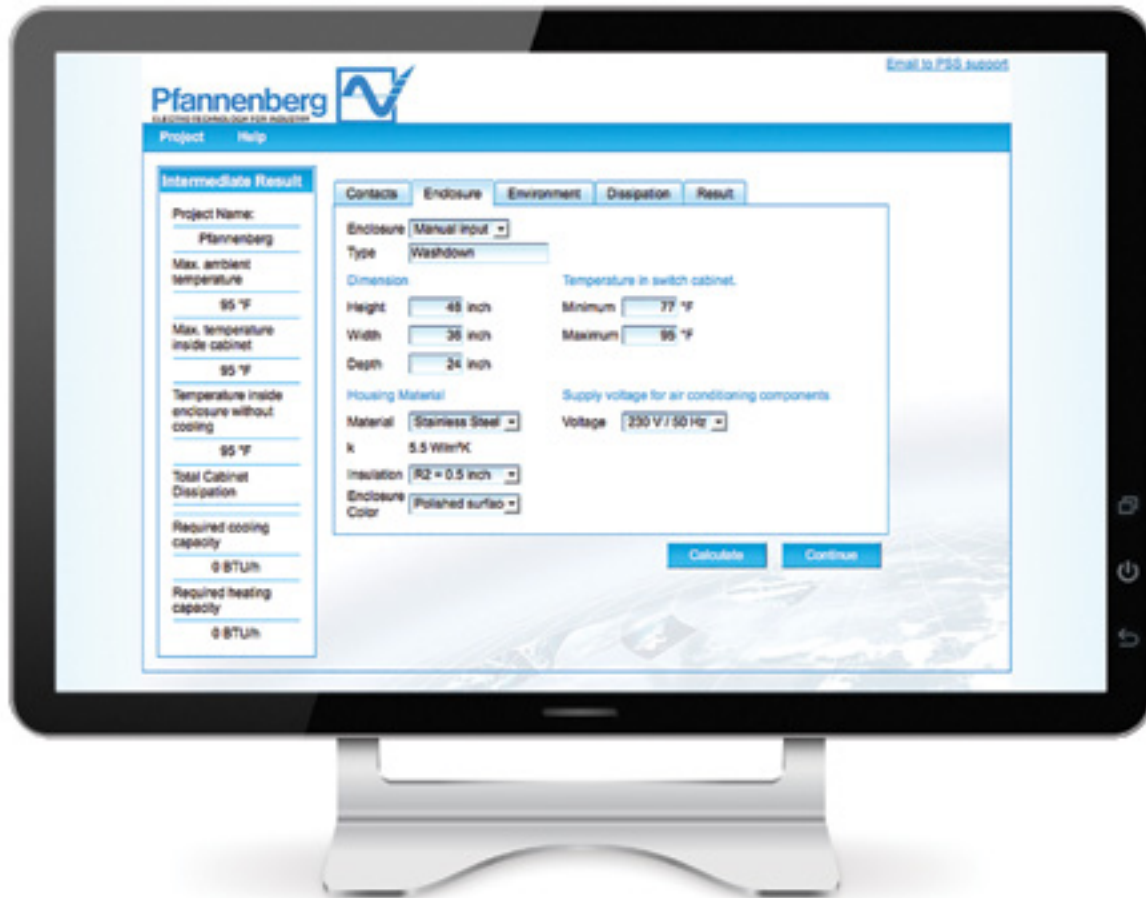 Email to PSS support
Pfannenberg
ELECTRO-TECHNOLOGY FOR INDUSTRY
Project Help
Intermediate Result
Project Name:
Pfannenberg
Max. ambient
temperature
95 °F
Max. temperature
inside cabinet
95 °F
Temperature inside
enclosure without
cooling
95 °F
Total Cabinet
Dissipation
Required cooling
capacity
0 BTU/h
Required heating
capacity
0 BTU/h
Contacts Enclosure Environment Dissipation Result
Enclosure Manual input
Type Washdown
Dimension
Height 48 inch
Width 36 inch
Depth 24 inch
Temperature in switch cabinet.
Minimum 77 °F
Maximum 95 °F
Housing Material
Material Stainless Steel
k 5.5 W/m²K
Insulation R2 = 0.5 inch
Enclosure
Color Polished surfac
Supply voltage for air conditioning components
Voltage 230 V / 50 Hz
Calculate Continue